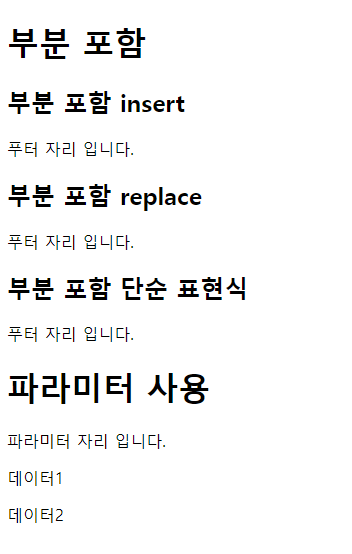 부분 포함
부분 포함 insert
푸터 자리 입니다.
부분 포함 replace
푸터 자리 입니다.
부분 포함 단순 표현식
푸터 자리 입니다.
파라미터 사용
파라미터 자리 입니다.
데이터1
데이터2